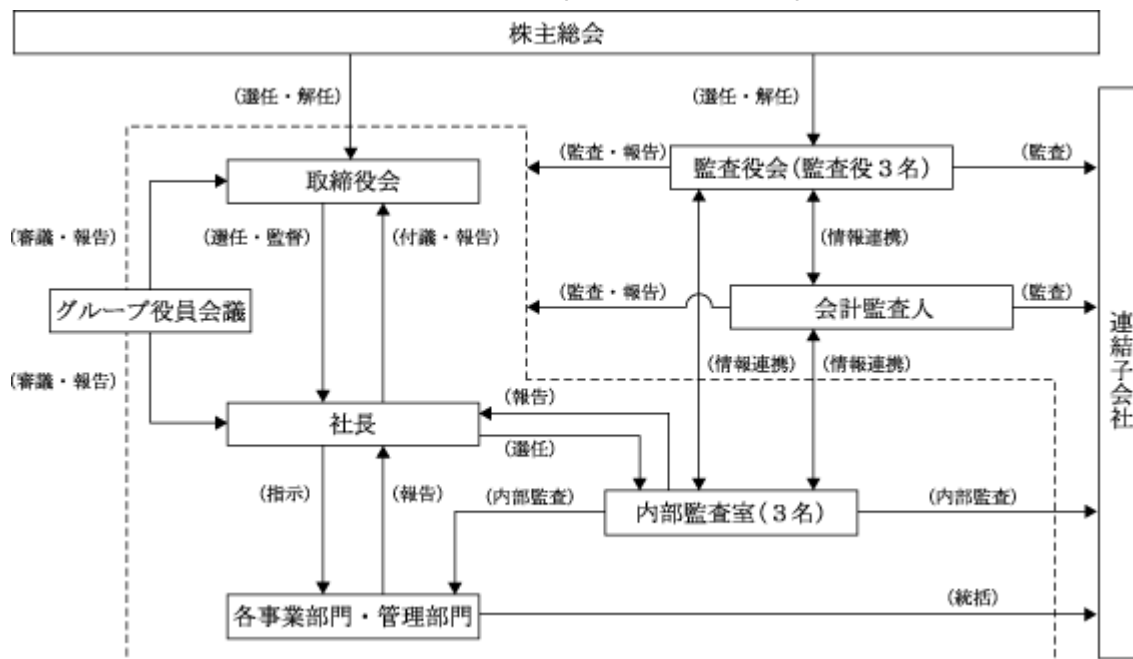 株主総会
(選任・解任)
(選任・解任)
(監査・報告)
監査役会(監査役3名)
(監査)
取締役会
(審議・報告)
(選任・監督)
(付議・報告)
(情報連携)
グループ役員会議
(監査・報告)
会計監査人
(監査)
連結子会社
(審議・報告)
(情報連携)
(情報連携)
(報告)
社長
(選任)
(指示)
(報告)
(内部監査)
内部監査室(3名)
(内部監査)
各事業部門・管理部門
(統括)